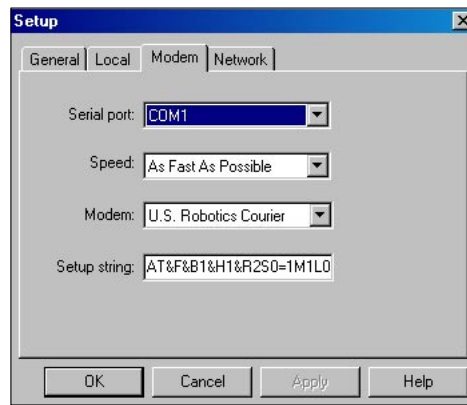 Setup
General Local Modem Network
Serial port: COM1
Speed: As Fast As Possible
Modem: U.S. Robotics Courier
Setup string: AT&F&B1&H1&R2S0=1M1L0
OK Cancel Apply Help